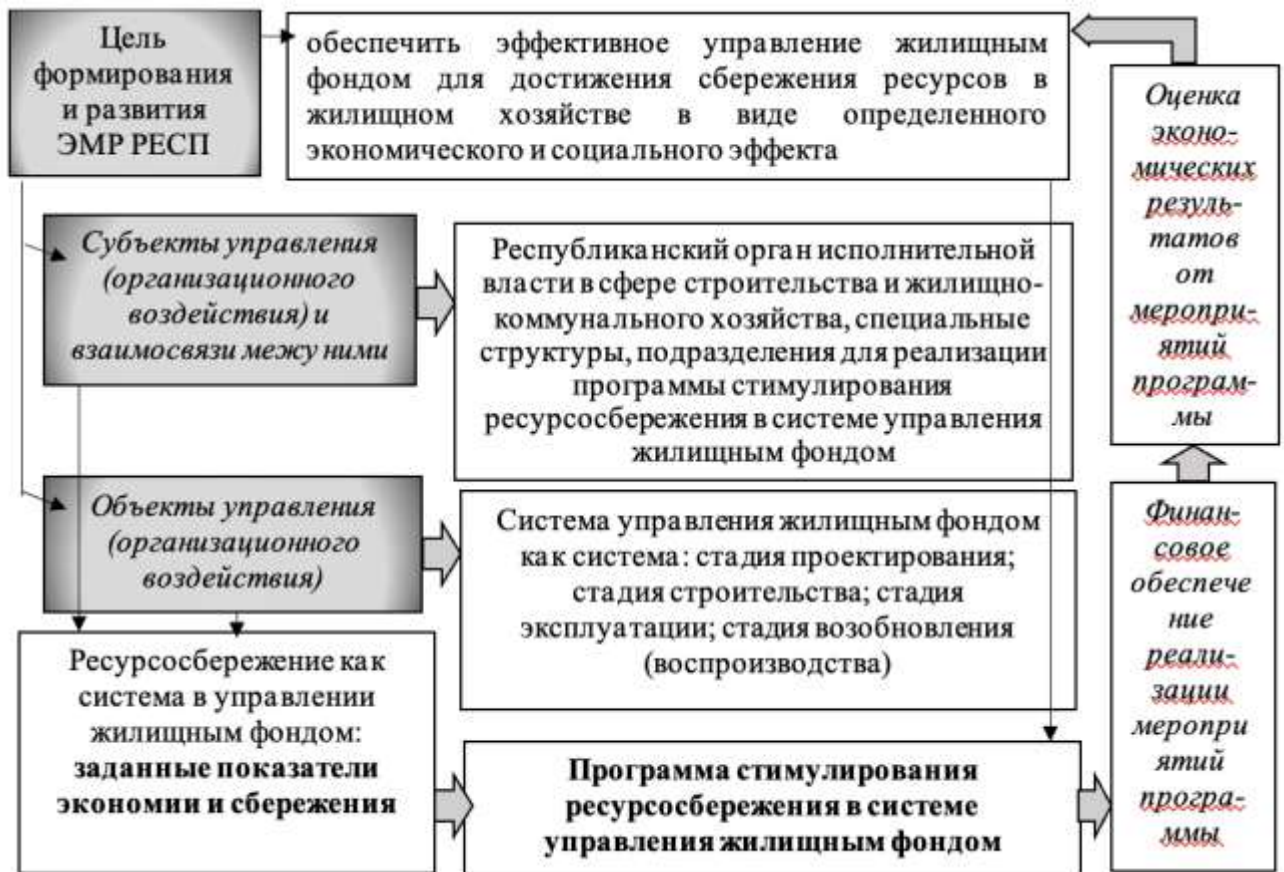 Цель
формирования
и развития
ЭМР РЕСП
обеспечить эффективное управление жилищным
фондом для достижения сбережения ресурсов в
жилищном хозяйстве в виде определенного
экономического и социального эффекта
Оценка
эконо-
мических
резуль-
татов
от
меропри-
ятий
програм-
мы
Субъекты управления
(организационного
воздействия) и
взаимосвязи межу ними
Республиканский орган исполнительной
власти в сфере строительства и жилищно-
коммунального хозяйства, специальные
структуры, подразделения для реализации
программы стимулирования
ресурсосбережения в системе управления
жилищным фондом
Объекты управления
(организационного
воздействия)
Система управления жилищным фондом
как система: стадия проектирования;
стадия строительства; стадия
эксплуатации; стадия возобновления
(воспроизводства)
Финан-
совое
обеспече
ние
реали-
зации
меропри
ятий
програ-
ммы
Ресурсосбережение как
система в управлении
жилищным фондом:
заданные показатели
экономии и сбережения
Программа стимулирования
ресурсосбережения в системе
управления жилищным фондом